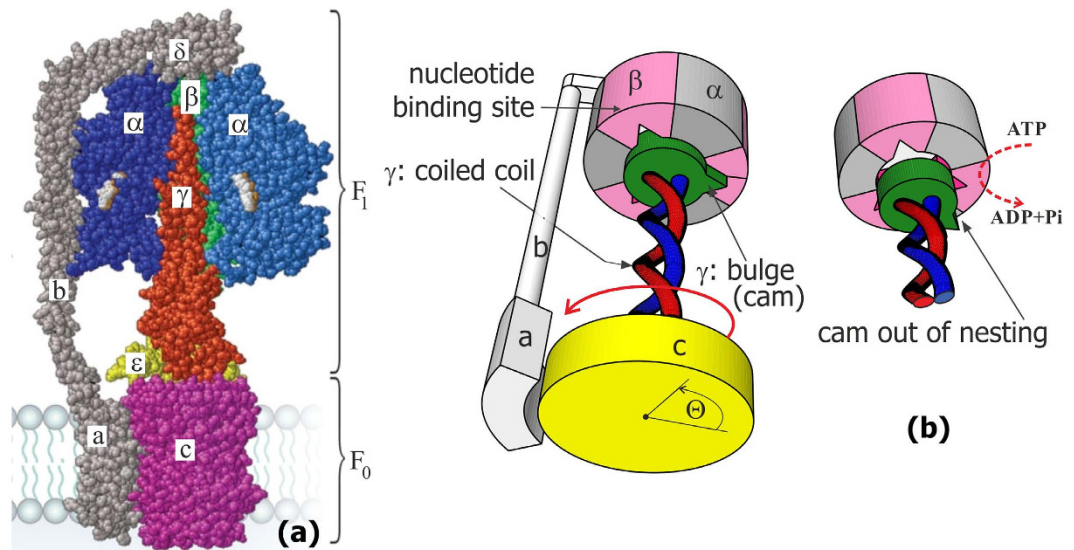 δ
β
α
α
γ
F₁
b
ε
a
c
F₀
(a)
nucleotide
binding site
β
α
γ: coiled coil
b
γ: bulge
(cam)
a
c
Θ
ATP
ADP+Pi
cam out of nesting
(b)